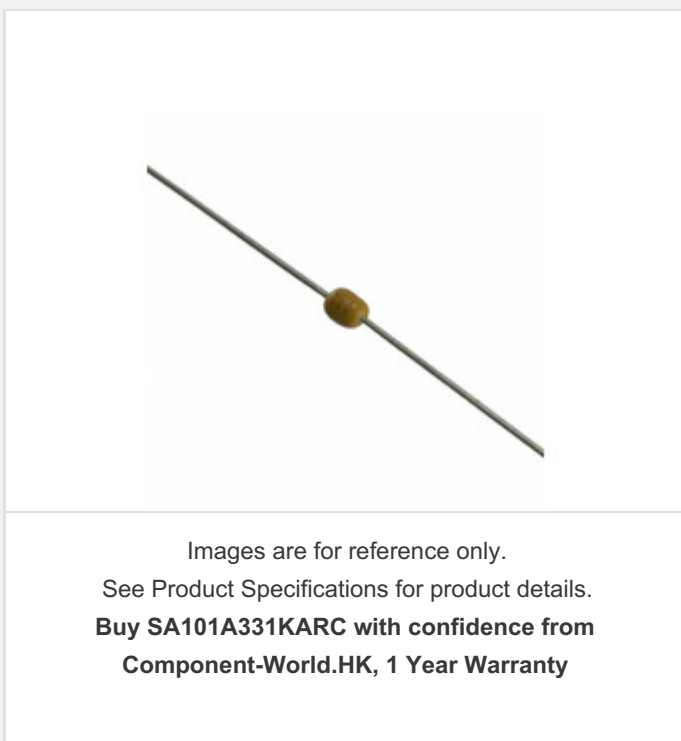 Images are for reference only.
See Product Specifications for product details.
Buy SA101A331KARC with confidence from
Component-World.HK, 1 Year Warranty